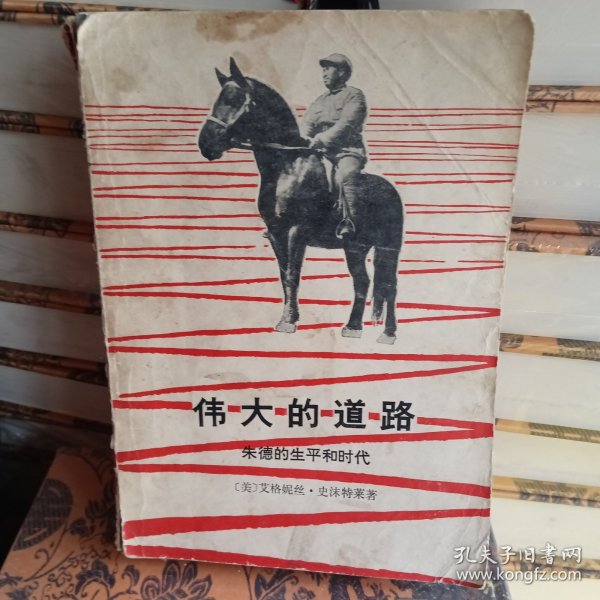 伟大的道路
朱德的生平和时代
〔美〕艾格妮丝·史沫特莱著
孔夫子旧书网
www.kongfz.com